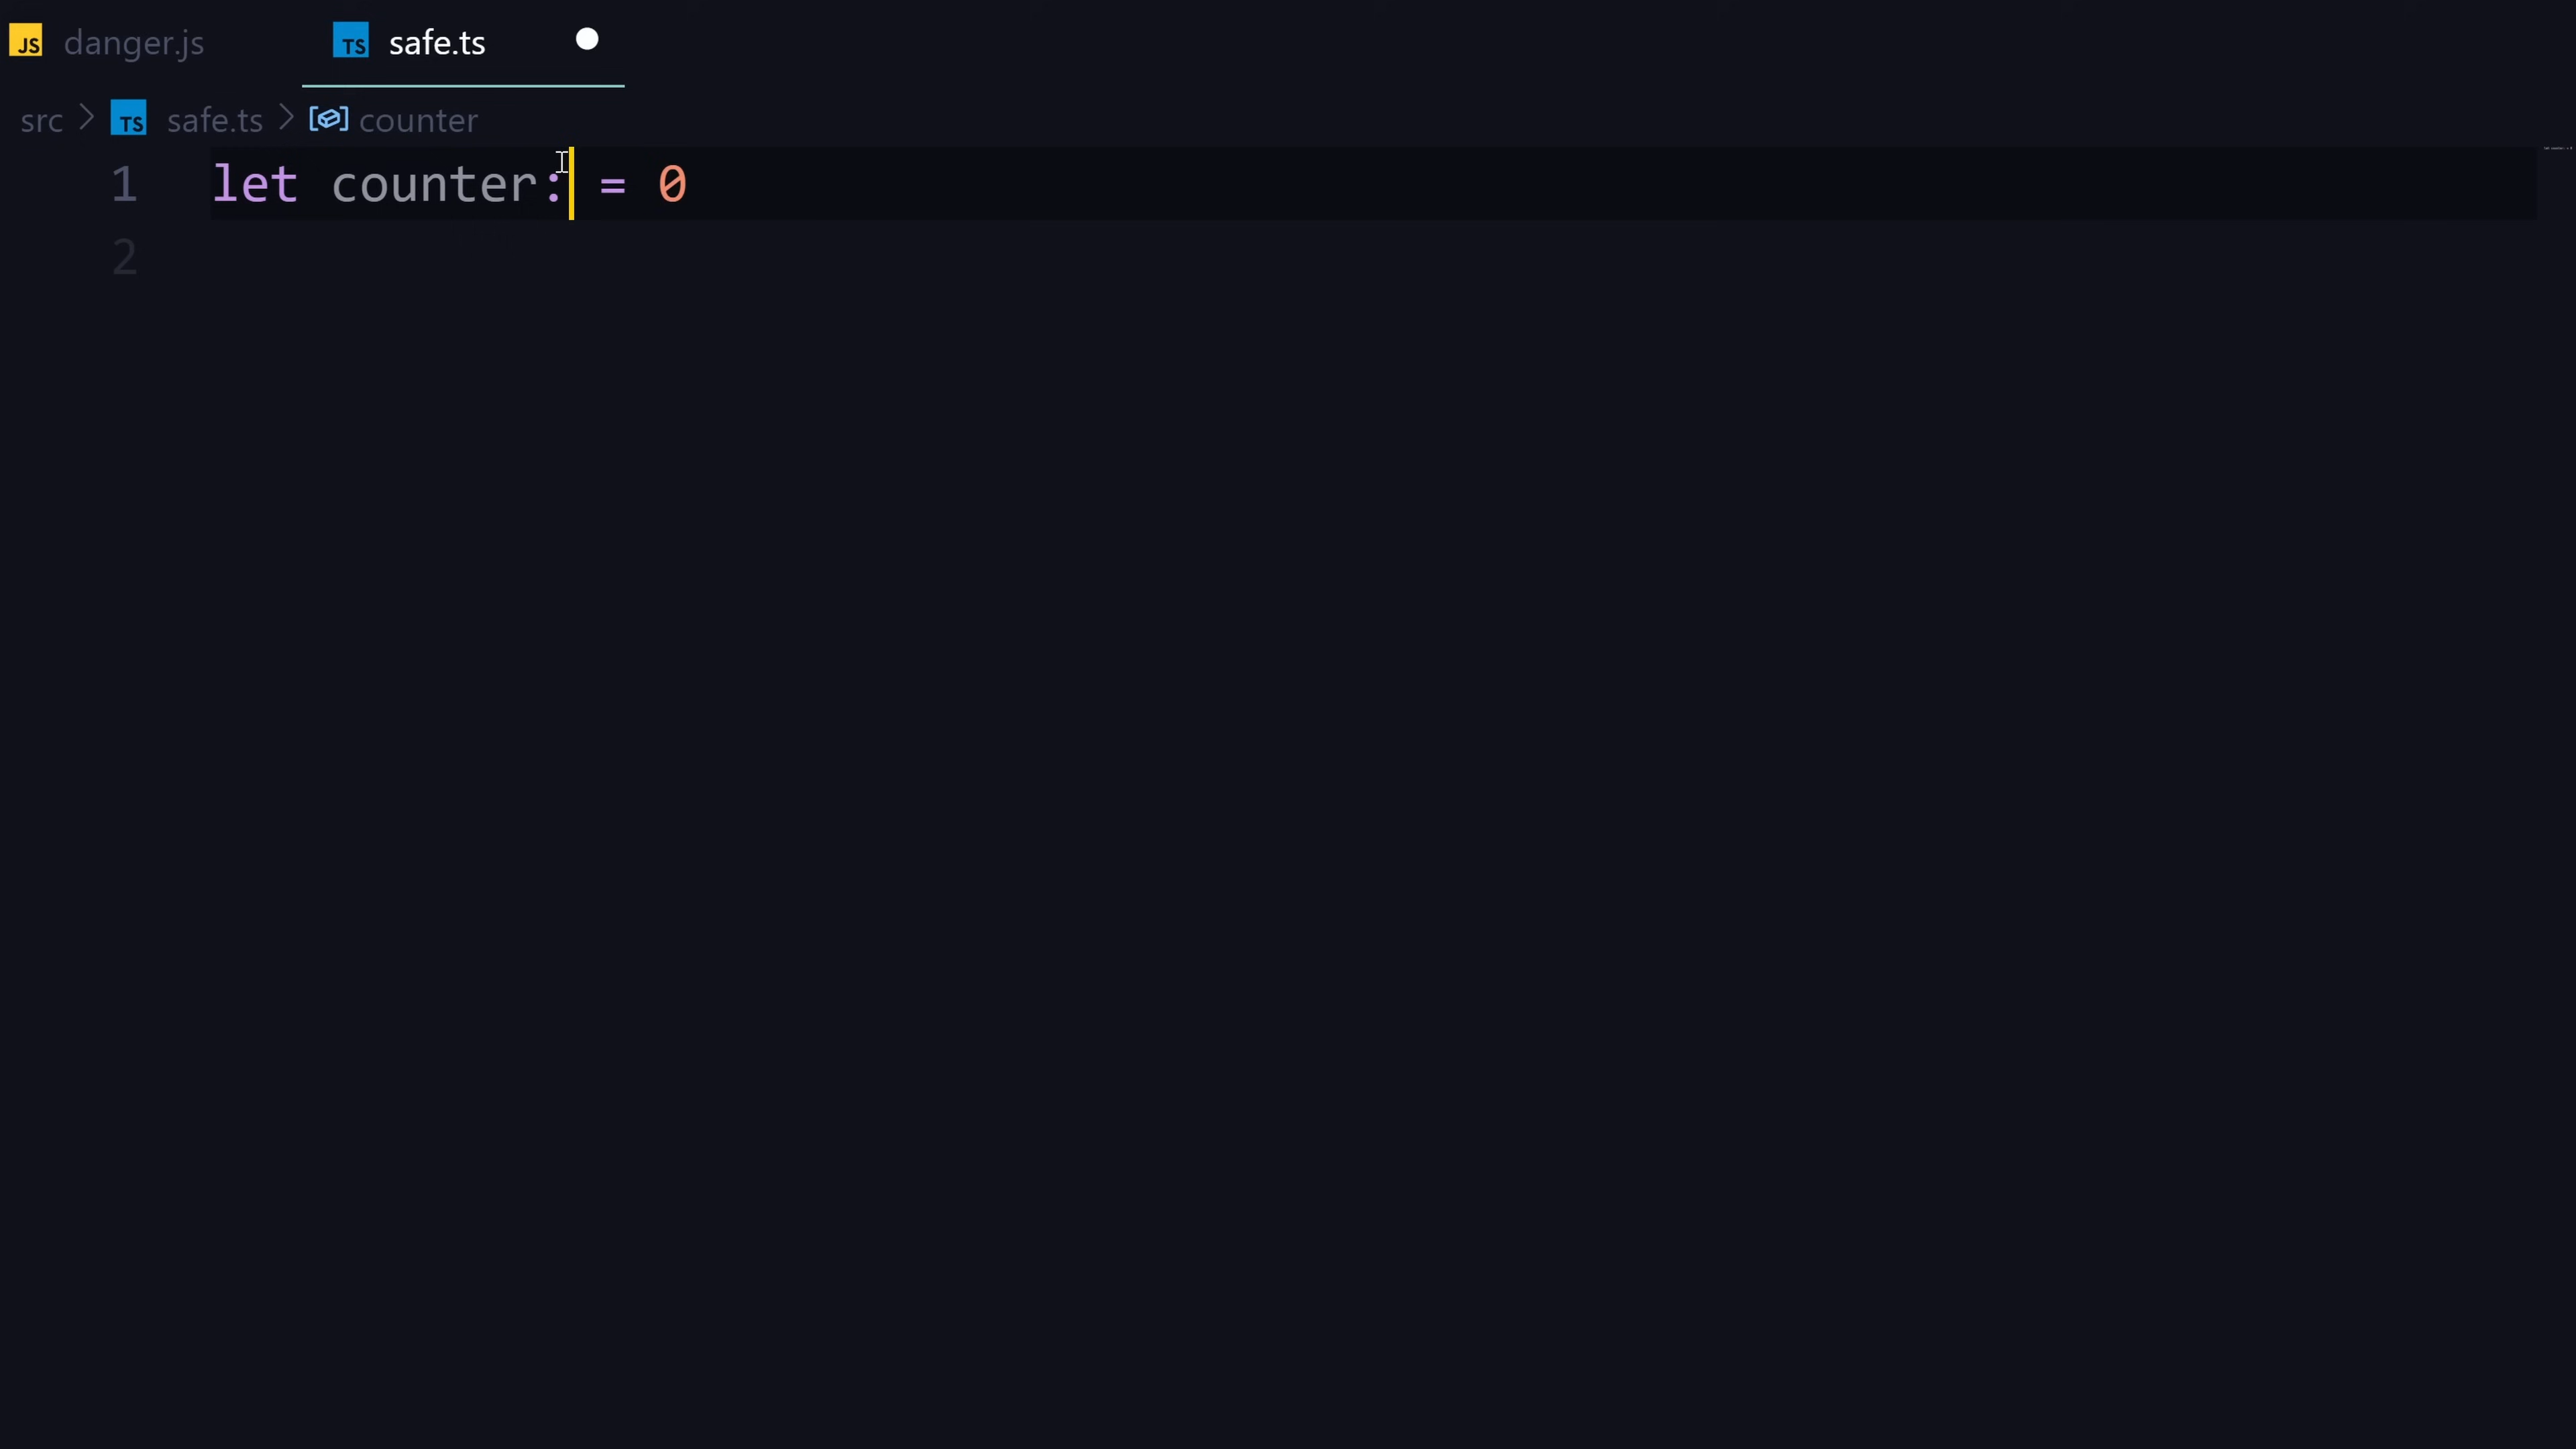 JS danger.js TS safe.ts
src > TS safe.ts > counter
1 let counter: = 0
2